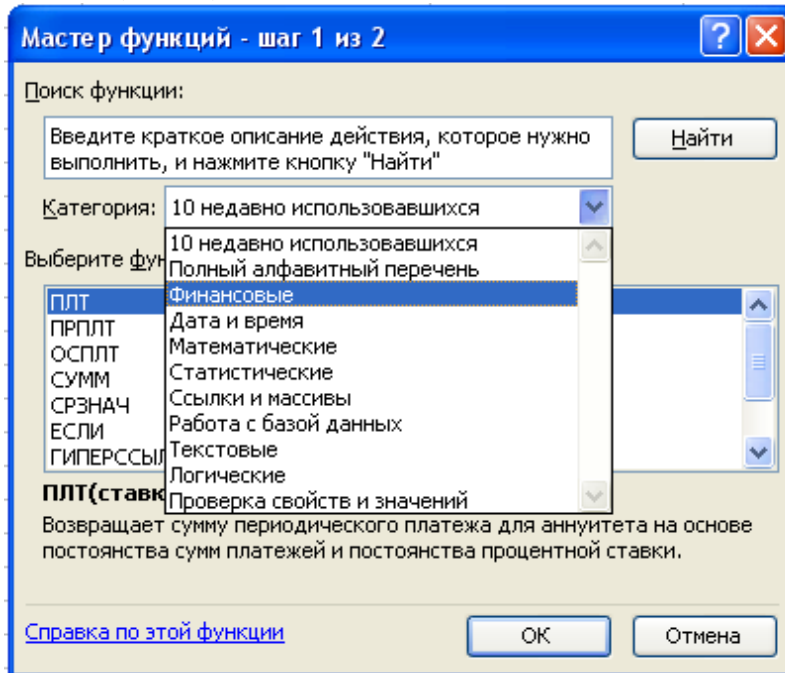 Мастер функций - шаг 1 из 2
Поиск функции:
Введите краткое описание действия, которое нужно
выполнить, и нажмите кнопку "Найти"
Найти
Категория:
10 недавно использовавшихся
10 недавно использовавшихся
Полный алфавитный перечень
Финансовые
Дата и время
Математические
Статистические
Ссылки и массивы
Работа с базой данных
Текстовые
Логические
Проверка свойств и значений
Выберите фун
ПЛТ
ПРПЛТ
ОСПЛТ
СУММ
СРЗНАЧ
ЕСЛИ
ГИПЕРССЫЛ
ПЛТ(ставк
Возвращает сумму периодического платежа для аннуитета на основе
постоянства сумм платежей и постоянства процентной ставки.
Справка по этой функции
ОК
Отмена